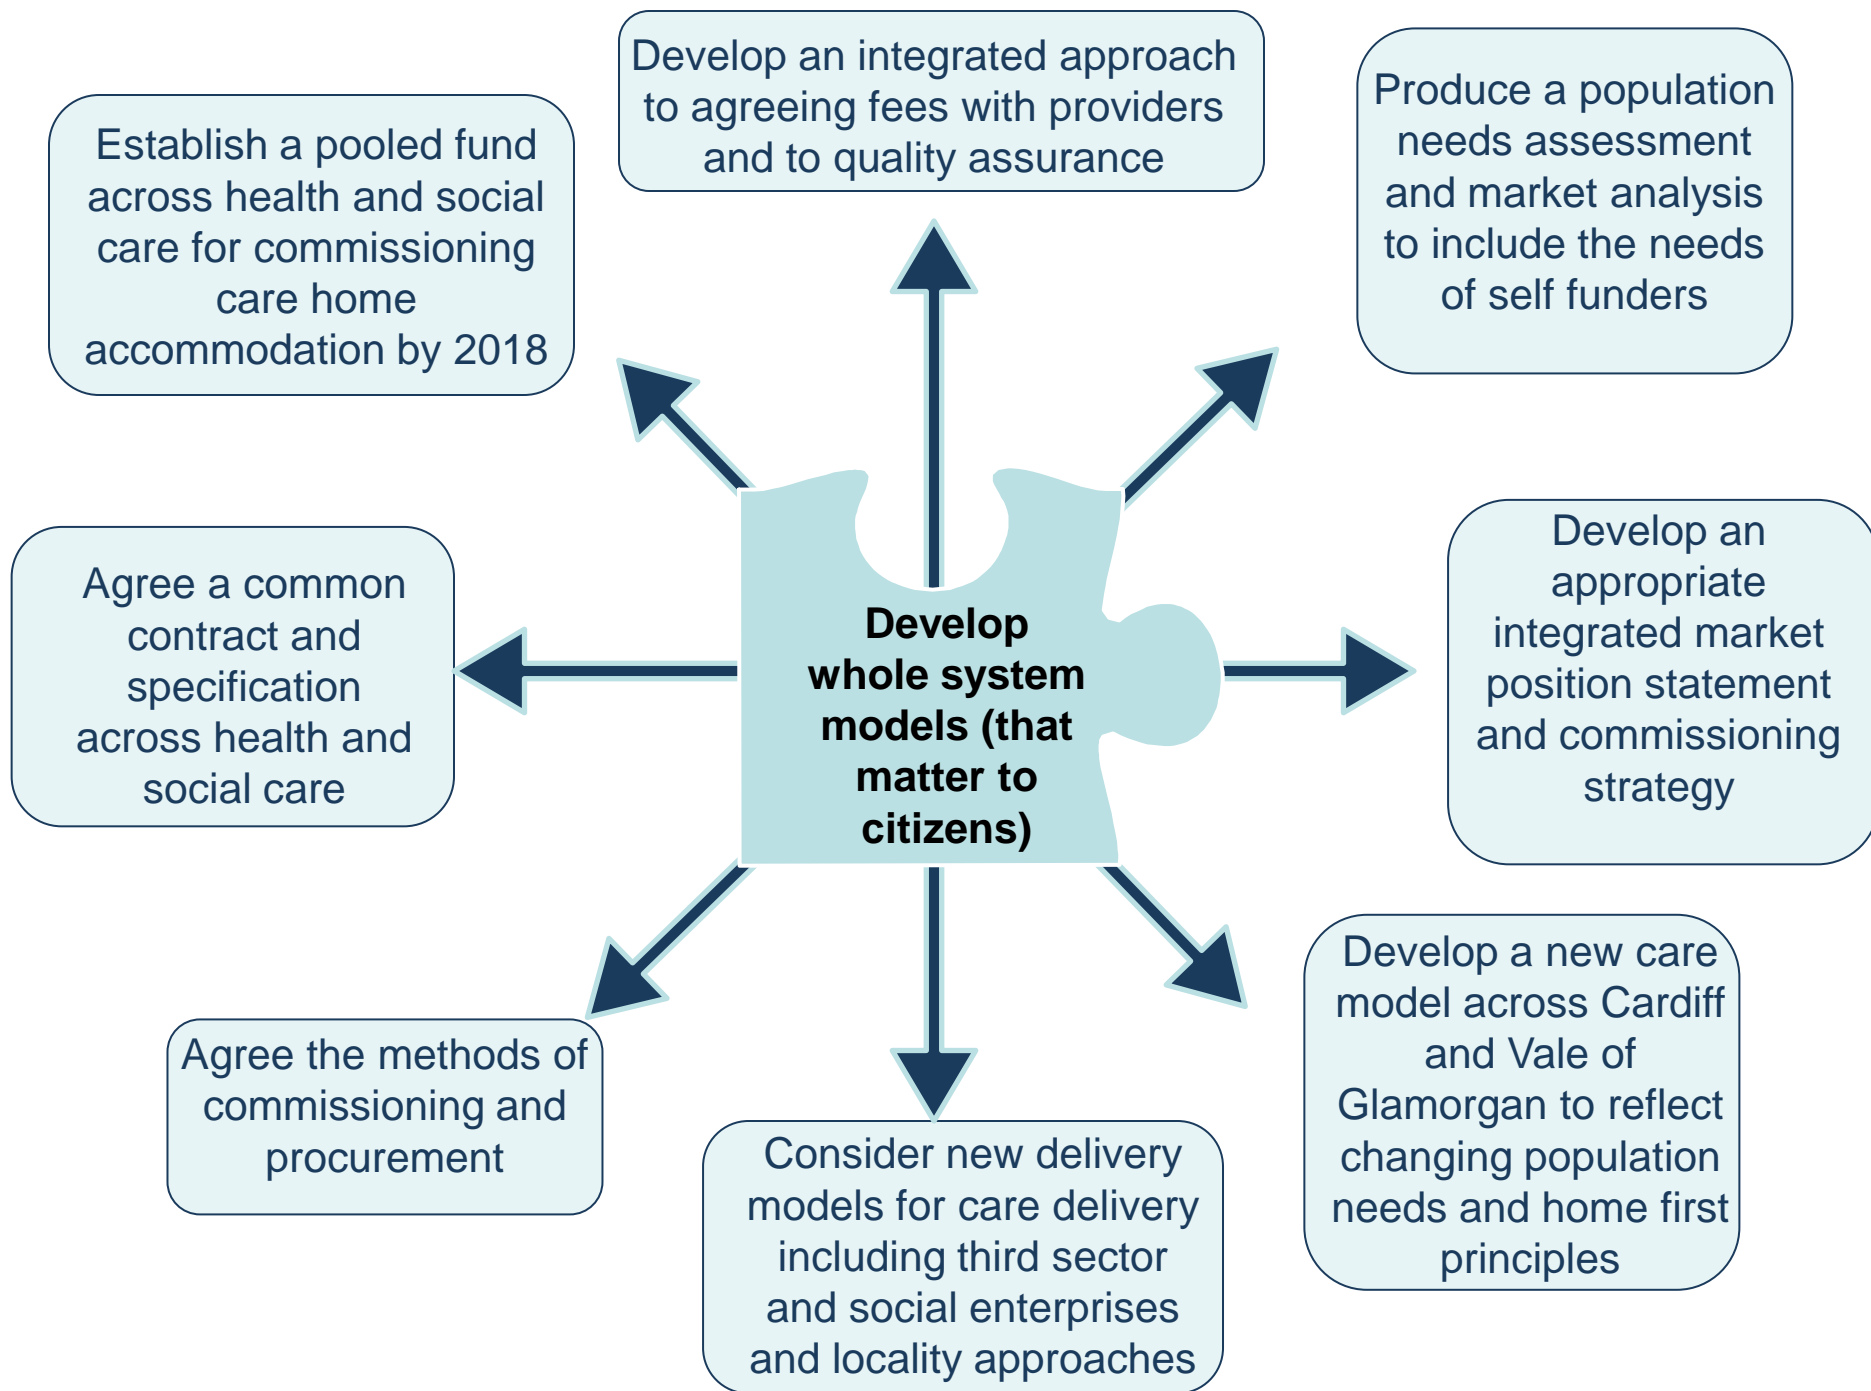 Develop an integrated approach
to agreeing fees with providers
and to quality assurance
Produce a population
needs assessment
and market analysis
to include the needs
of self funders
Establish a pooled fund
across health and social
care for commissioning
care home
accommodation by 2018
Develop an
appropriate
integrated market
position statement
and commissioning
strategy
Agree a common
contract and
specification
across health and
social care
Develop
whole system
models (that
matter to
citizens)
Develop a new care
model across Cardiff
and Vale of
Glamorgan to reflect
changing population
needs and home first
principles
Agree the methods of
commissioning and
procurement
Consider new delivery
models for care delivery
including third sector
and social enterprises
and locality approaches